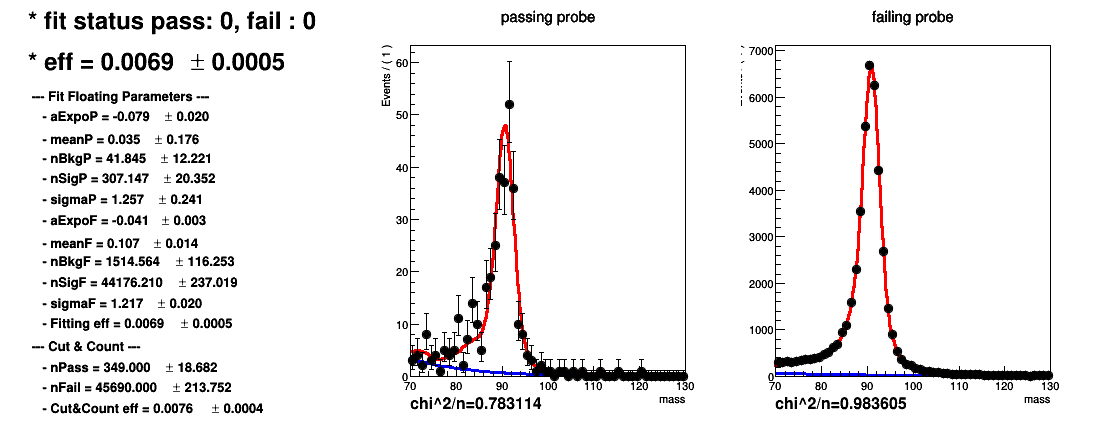 * fit status pass: 0, fail : 0
* eff = 0.0069 ± 0.0005
--- Fit Floating Parameters ---
- aExpoP = -0.079 ± 0.020
- meanP = 0.035 ± 0.176
- nBkgP = 41.845 ± 12.221
- nSigP = 307.147 ± 20.352
- sigmaP = 1.257 ± 0.241
- aExpoF = -0.041 ± 0.003
- meanF = 0.107 ± 0.014
- nBkgF = 1514.564 ± 116.253
- nSigF = 44176.210 ± 237.019
- sigmaF = 1.217 ± 0.020
- Fitting eff = 0.0069 ± 0.0005
--- Cut & Count ---
- nPass = 349.000 ± 18.682
- nFail = 45690.000 ± 213.752
- Cut&Count eff = 0.0076 ± 0.0004
passing probe
Events / ( 1 )
60
50
40
30
20
10
0
70 80 90 100 110 120 130
mass
chi^2/n=0.783114
failing probe
7000
6000
5000
4000
3000
2000
1000
0
70 80 90 100 110 120 130
mass
chi^2/n=0.983605